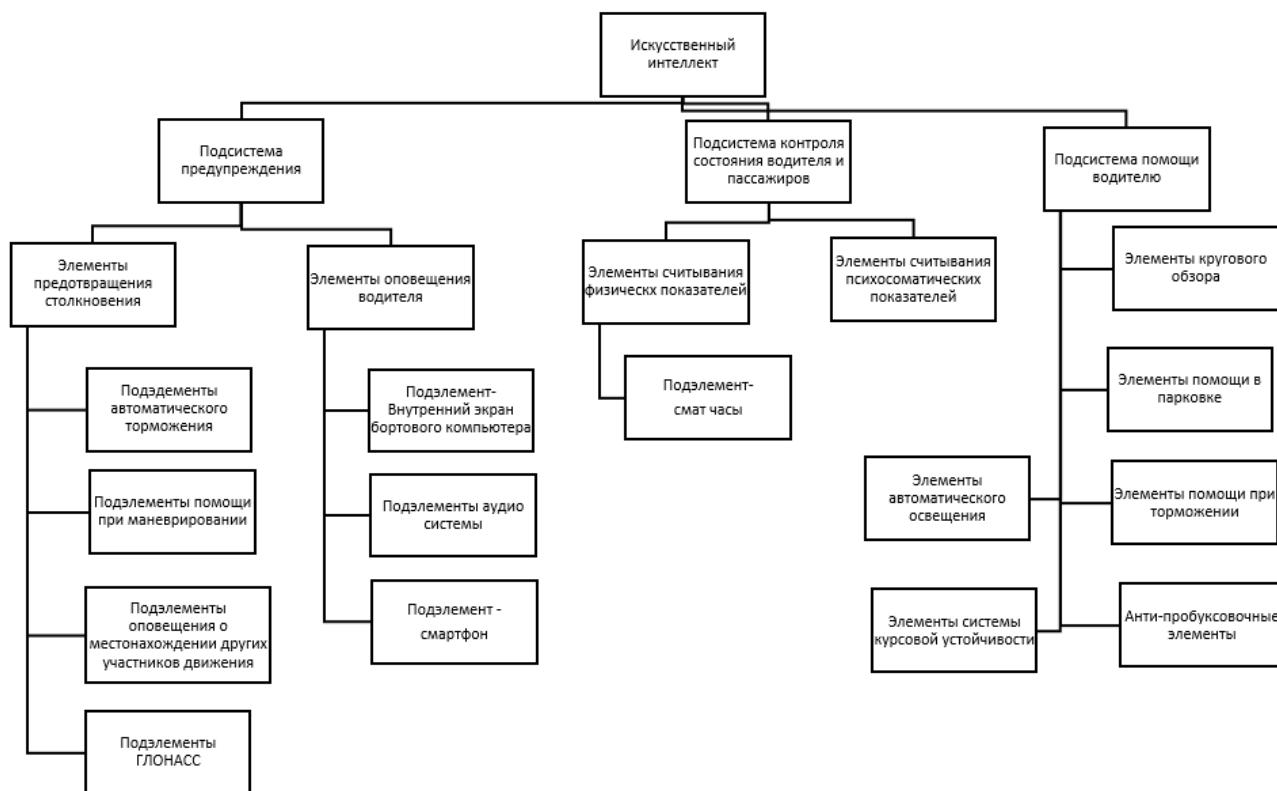 Искусственный
интеллект
Подсистема
предупреждения
Подсистема контроля
состояния водителя и
пассажиров
Подсистема помощи
водителю
Элементы
предотвращения
столкновения
Элементы оповещения
водителя
Элементы считывания
физическх показателей
Элементы считывания
психосоматических
показателей
Элементы кругового
обзора
Подэдементы
автоматического
торможения
Подэлемент-
Внутренний экран
бортового компьютера
Подэлемент-
смат часы
Элементы помощи в
парковке
Подэлементы помощи
при маневрировании
Подэлементы аудио
системы
Элементы
автоматического
освещения
Элементы помощи при
торможении
Подэлементы
оповещения о
местонахождении других
участников движения
Подэлемент -
смартфон
Элементы системы
курсовой устойчивости
Анти-пробуксовочные
элементы
Подэлементы
ГЛОНАСС